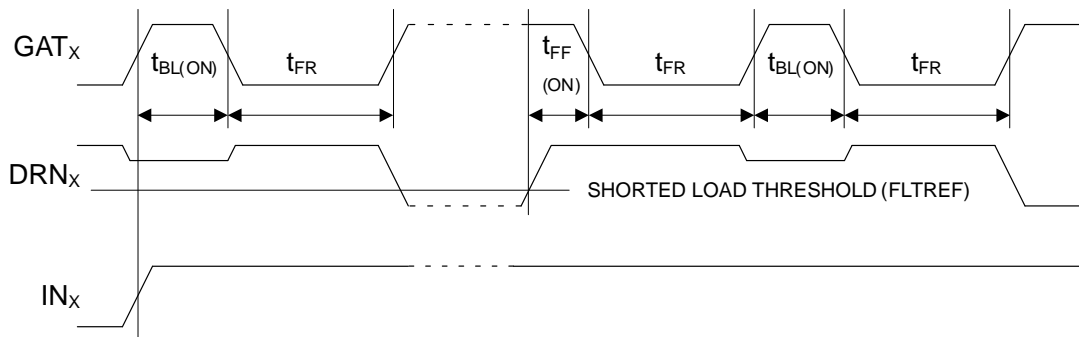 GATX
tBL(ON)
tFR
tFF
(ON)
tFR
tBL(ON)
tFR
DRNX
SHORTED LOAD THRESHOLD (FLTREF)
INX